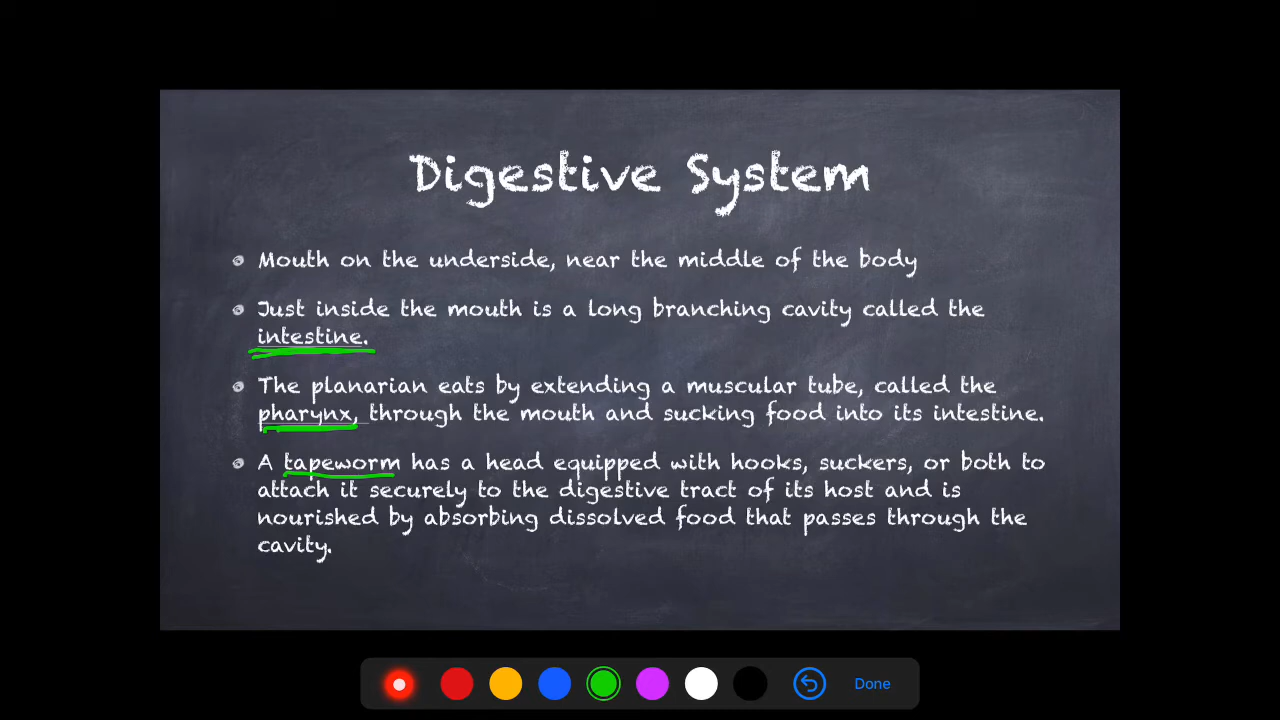 Digestive System
Mouth on the underside, near the middle of the body
Just inside the mouth is a long branching cavity called the
intestine.
The planarian eats by extending a muscular tube, called the
pharynx, through the mouth and sucking food into its intestine.
A tapeworm has a head equipped with hooks, suckers, or both to
attach it securely to the digestive tract of its host and is
nourished by absorbing dissolved food that passes through the
cavity.
Done